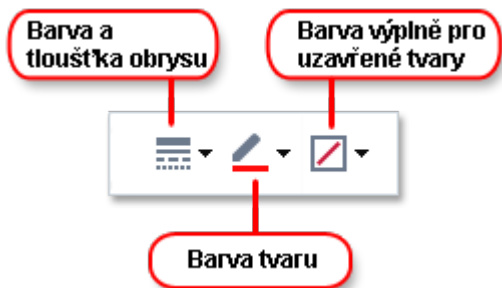 Barva a
tloušťka obrysu
Barva výplně pro
uzavřené tvary
Barva tvaru